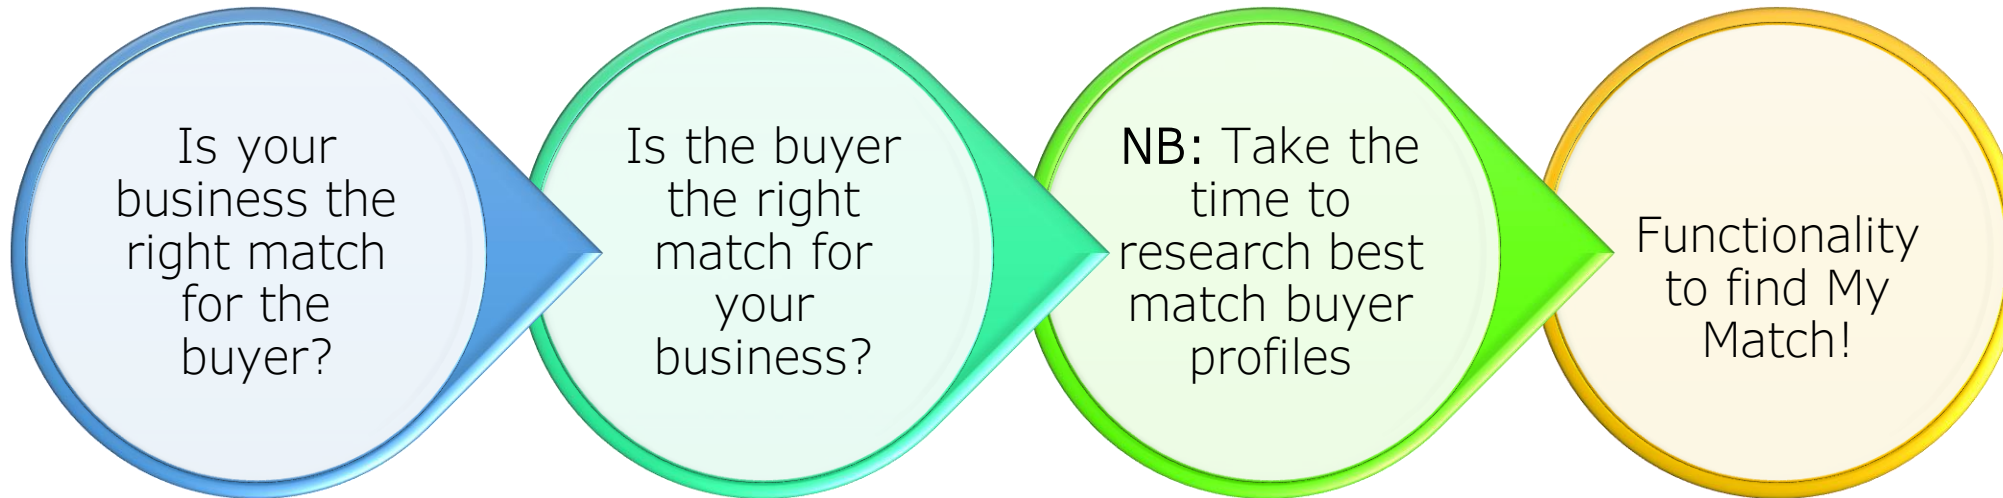 Is your
business the
right match
for the
buyer?
Is the buyer
the right
match for
your
business?
NB: Take the
time to
research best
match buyer
profiles
Functionality
to find My
Match!